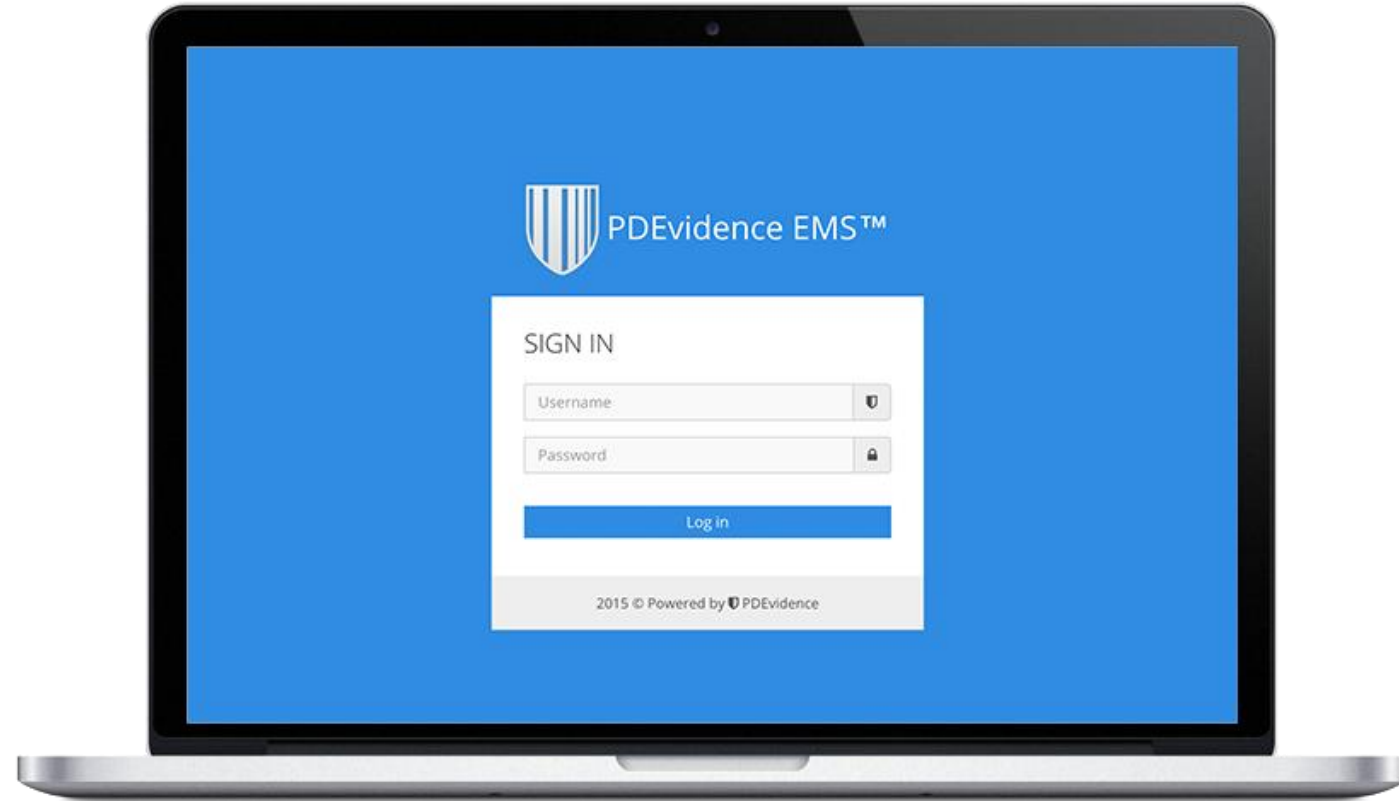 PDEvidence EMS™
SIGN IN
Username
Password
Log in
2015 © Powered by PDEvidence